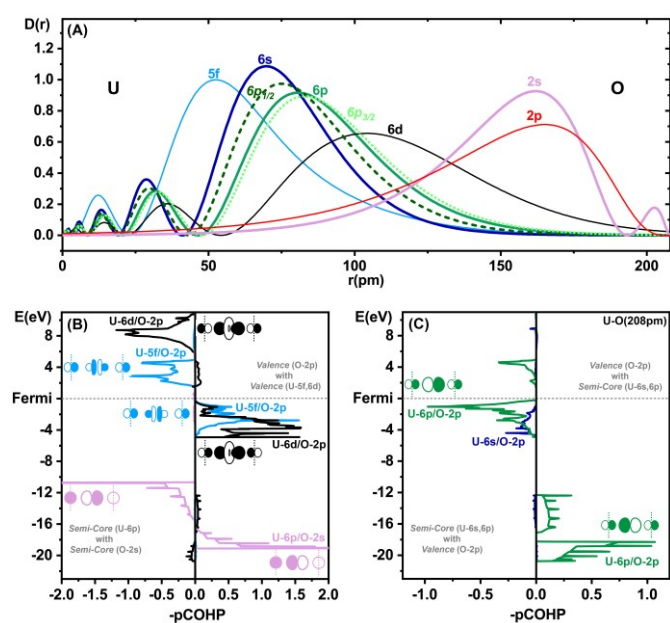 D(r)
(A)
1.2
1.0
0.8
0.6
0.4
0.2
0.0
U
5f
6s
6p1/2
6p
6p3/2
6d
2s
2p
O
0
50
100
150
200
r(pm)
E(eV)
(B)
U-6d/O-2p
8
4
Fermi
-4
-8
-12
-16
-20
U-5f/O-2p
Valence (O-2p)
with
Valence (U-5f,6d)
U-5f/O-2p
U-6d/O-2p
Semi-Core (U-6p)
with
Semi-Core (O-2s)
U-6p/O-2s
-2.0
-1.5
-1.0
-0.5
0.0
0.5
1.0
1.5
2.0
-pCOHP
E(eV)
(C)
U-O(208pm)
8
4
Fermi
-4
-8
-12
-16
-20
Valence (O-2p)
with
Semi-Core (U-6s,6p)
U-6p/O-2p
U-6s/O-2p
Semi-Core (U-6s,6p)
with
Valence (O-2p)
U-6p/O-2p
-1.0
-0.5
0.0
0.5
1.0
-pCOHP